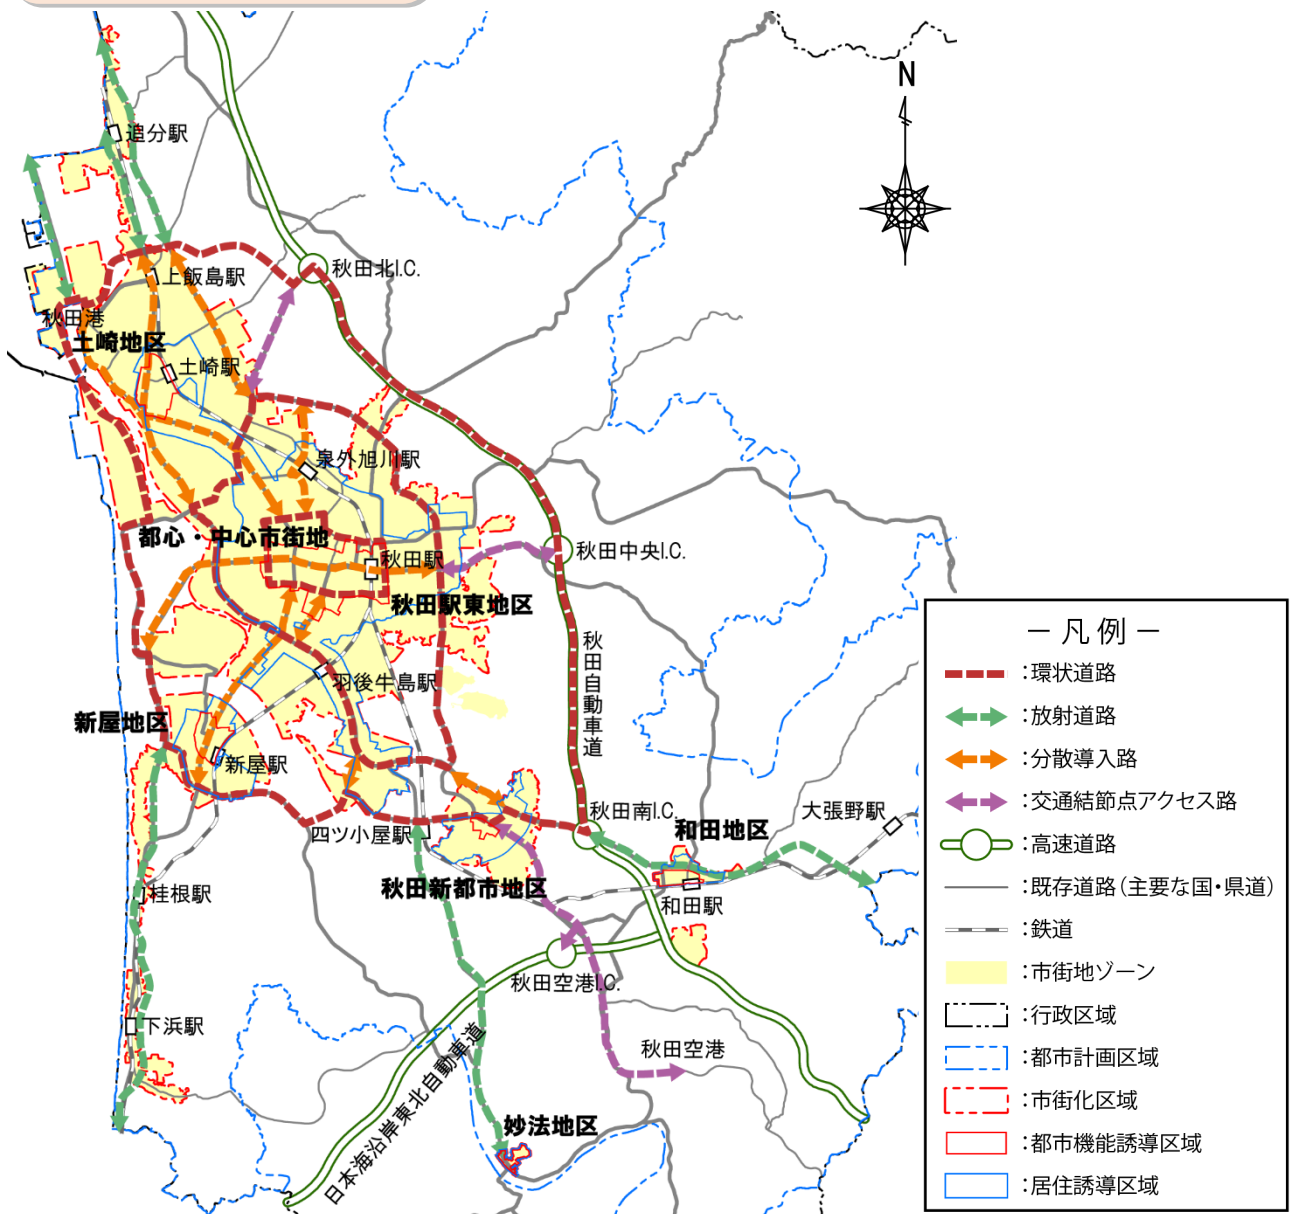 N
追分駅
秋田北I.C.
上飯島駅
秋田港
土崎地区
土崎駅
泉外旭川駅
都心・中心市街地
秋田駅
秋田中央I.C.
秋田駅東地区
秋田自動車道
羽後牛島駅
新屋地区
新屋駅
四ツ小屋駅
秋田南I.C.
和田地区
大張野駅
秋田新都市地区
桂根駅
和田駅
秋田空港I.C.
下浜駅
秋田空港
日本海沿岸東北自動車道
妙法地区
－凡例－
：環状道路
：放射道路
：分散導入路
：交通結節点アクセス路
：高速道路
：既存道路（主要な国・県道）
：鉄道
：市街地ゾーン
：行政区域
：都市計画区域
：市街化区域
：都市機能誘導区域
：居住誘導区域